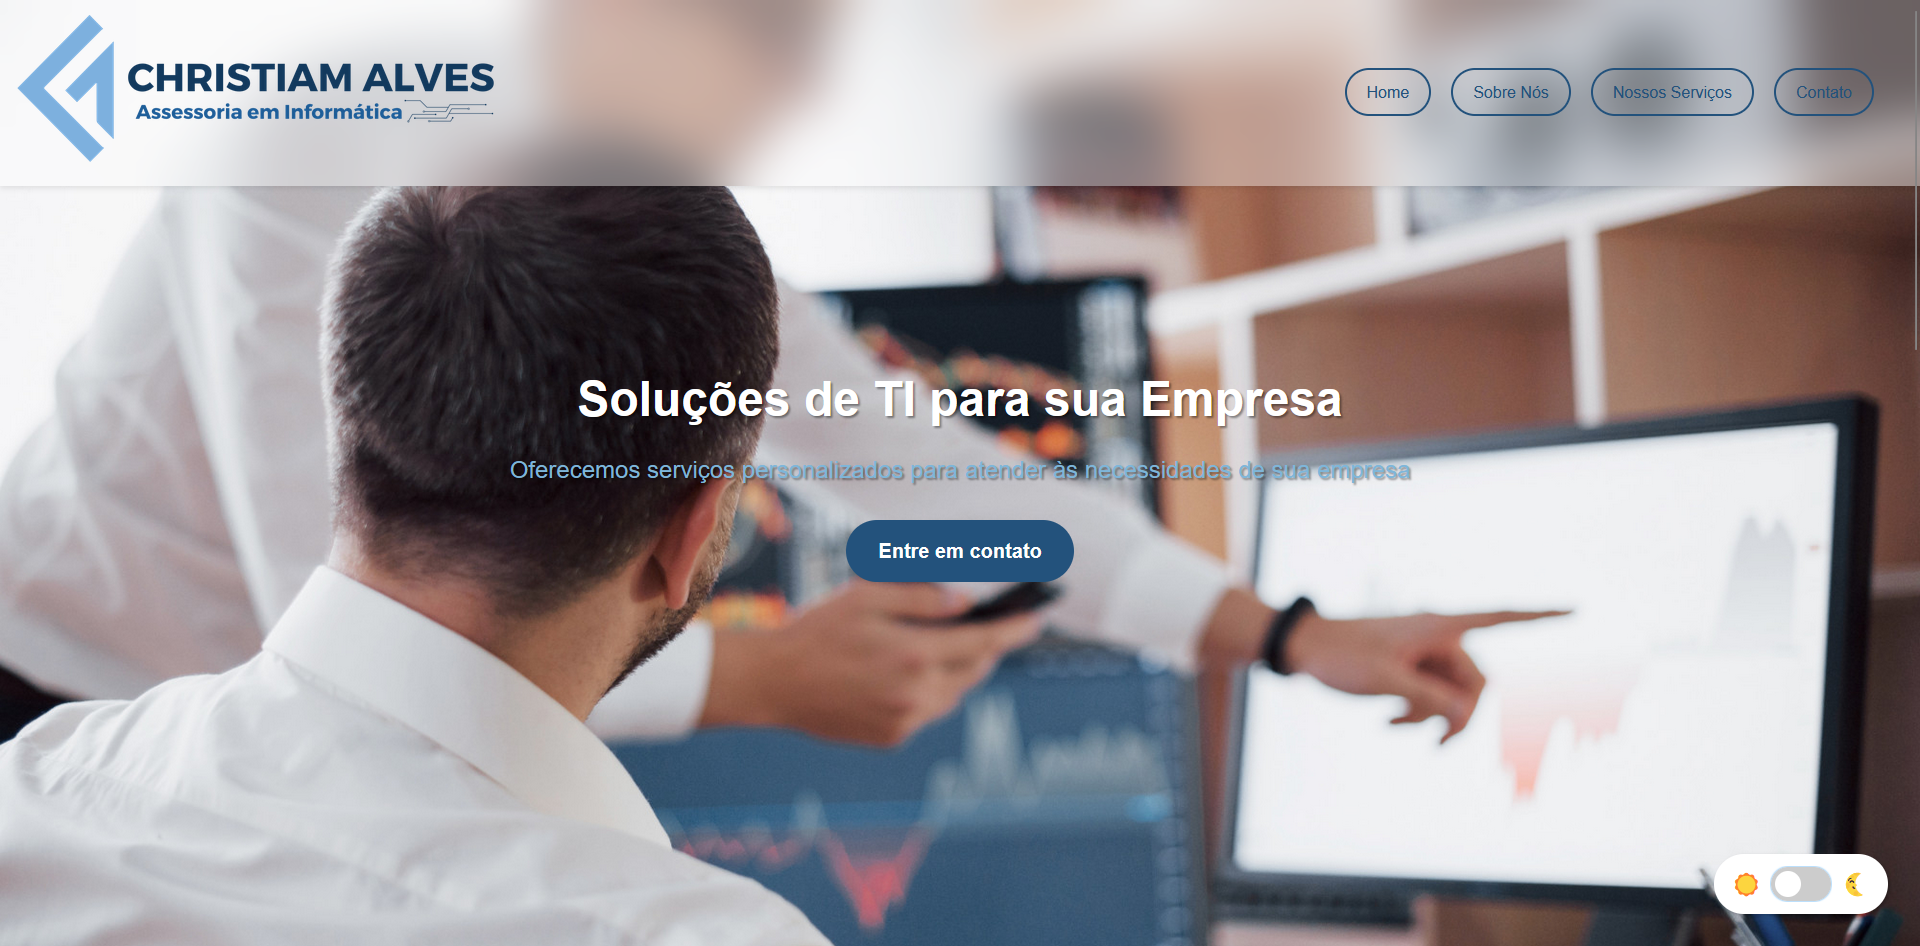 CHRISTIAM ALVES
Assessoria em Informática
Home
Sobre Nós
Nossos Serviços
Contato
Soluções de TI para sua Empresa
Oferecemos serviços personalizados para atender às necessidades de sua empresa
Entre em contato